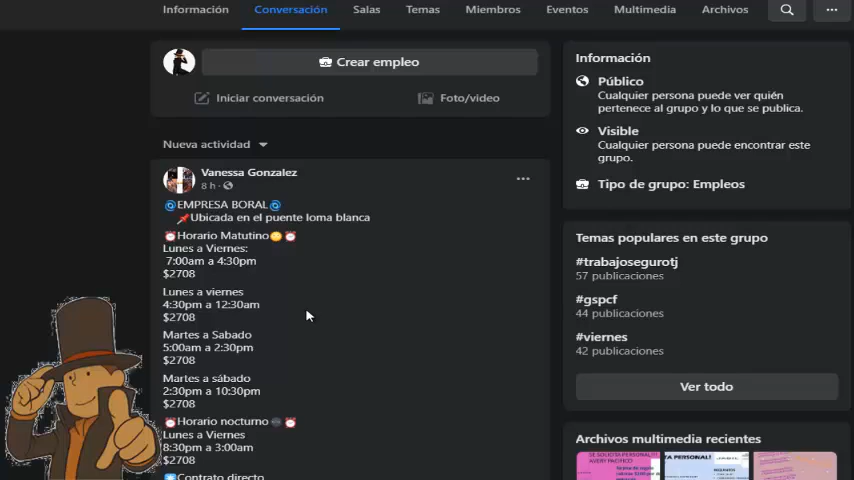 Información Conversación Salas Temas Miembros Eventos Multimedia Archivos
Crear empleo
Iniciar conversación Foto/video
Nueva actividad
Vanessa Gonzalez
8 h ·
🌀EMPRESA BORAL🌀
📌Ubicada en el puente loma blanca
⏰Horario Matutino🌕⏰
Lunes a Viernes:
7:00am a 4:30pm
$2708
Lunes a viernes
4:30pm a 12:30am
$2708
Martes a Sabado
5:00am a 2:30pm
$2708
Martes a sábado
2:30pm a 10:30pm
$2708
⏰Horario nocturno🌚⏰
Lunes a Viernes
8:30pm a 3:00am
$2708
Contrato directo
Información
Público
Cualquier persona puede ver quién
pertenece al grupo y lo que se publica.
Visible
Cualquier persona puede encontrar este
grupo.
Tipo de grupo: Empleos
Temas populares en este grupo
#trabajosegurotj
57 publicaciones
#gspcf
44 publicaciones
#viernes
42 publicaciones
Ver todo
Archivos multimedia recientes